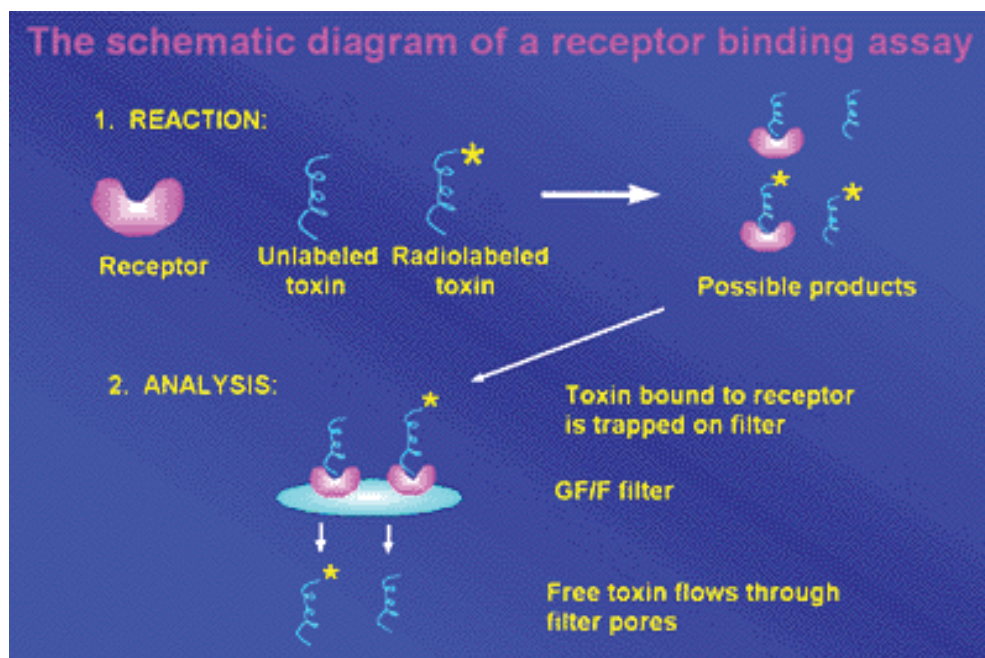 The schematic diagram of a receptor binding assay
1. REACTION:
*
*
*
*
Receptor
Unlabeled
toxin
Radiolabeled
toxin
Possible products
2. ANALYSIS:
*
Toxin bound to receptor
is trapped on filter
GF/F filter
*
Free toxin flows through
filter pores